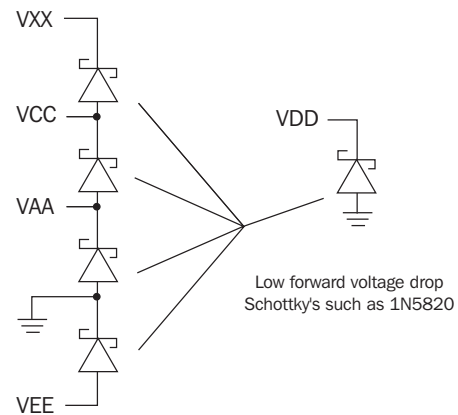 VXX
VCC
VDD
VAA
Low forward voltage drop
Schottky's such as 1N5820
VEE